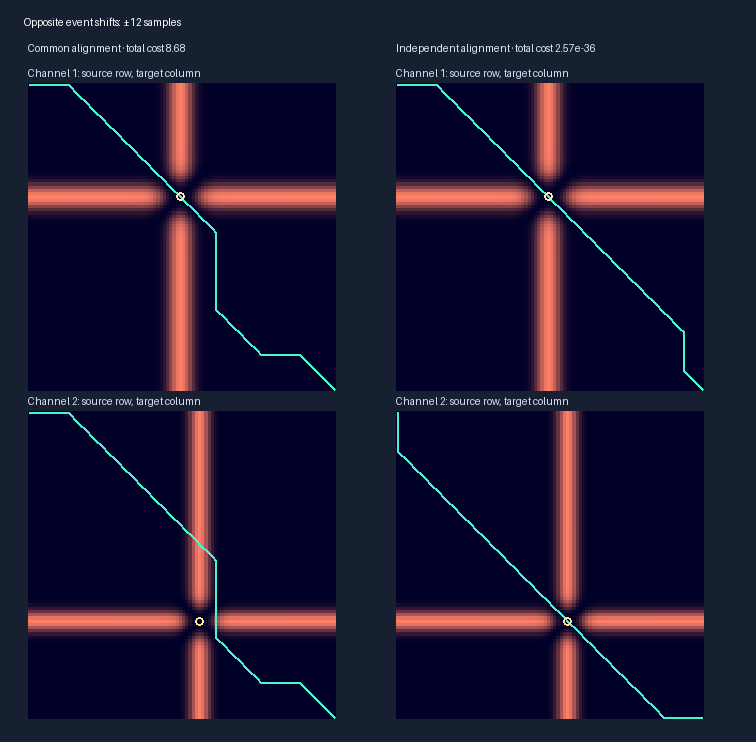 Opposite event shifts: ±12 samples
Common alignment · total cost 8.68
Independent alignment · total cost 2.57e-36
Channel 1: source row, target column
Channel 1: source row, target column
Channel 2: source row, target column
Channel 2: source row, target column